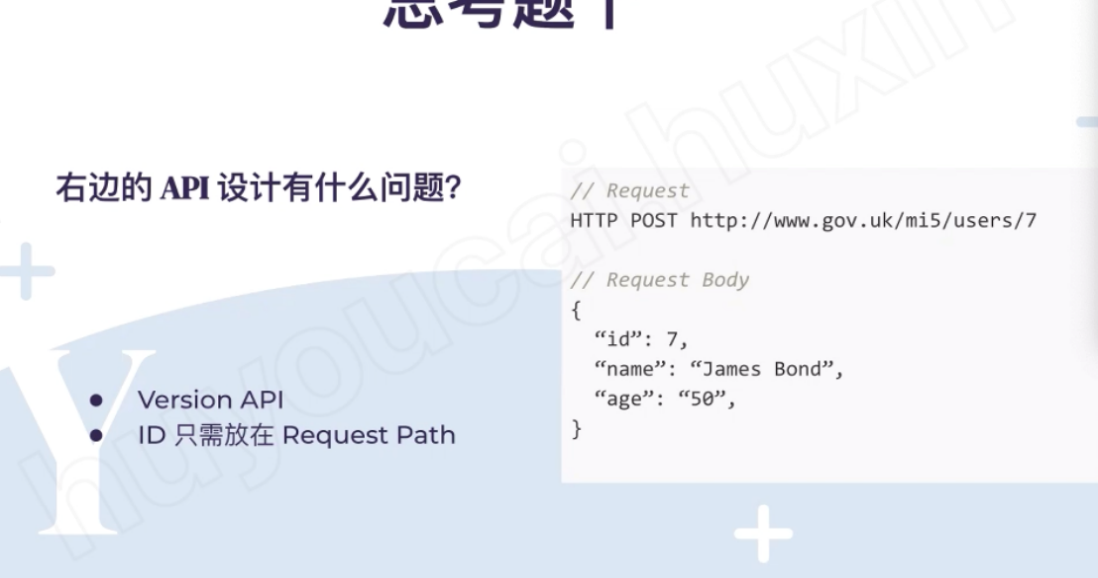 思考题 1
右边的 API 设计有什么问题?
// Request
HTTP POST http://www.gov.uk/mi5/users/7
// Request Body
{
“id”: 7,
“name”: “James Bond”,
“age”: “50”,
}
Version API
ID 只需放在 Request Path
Y
huyoucai.huxin